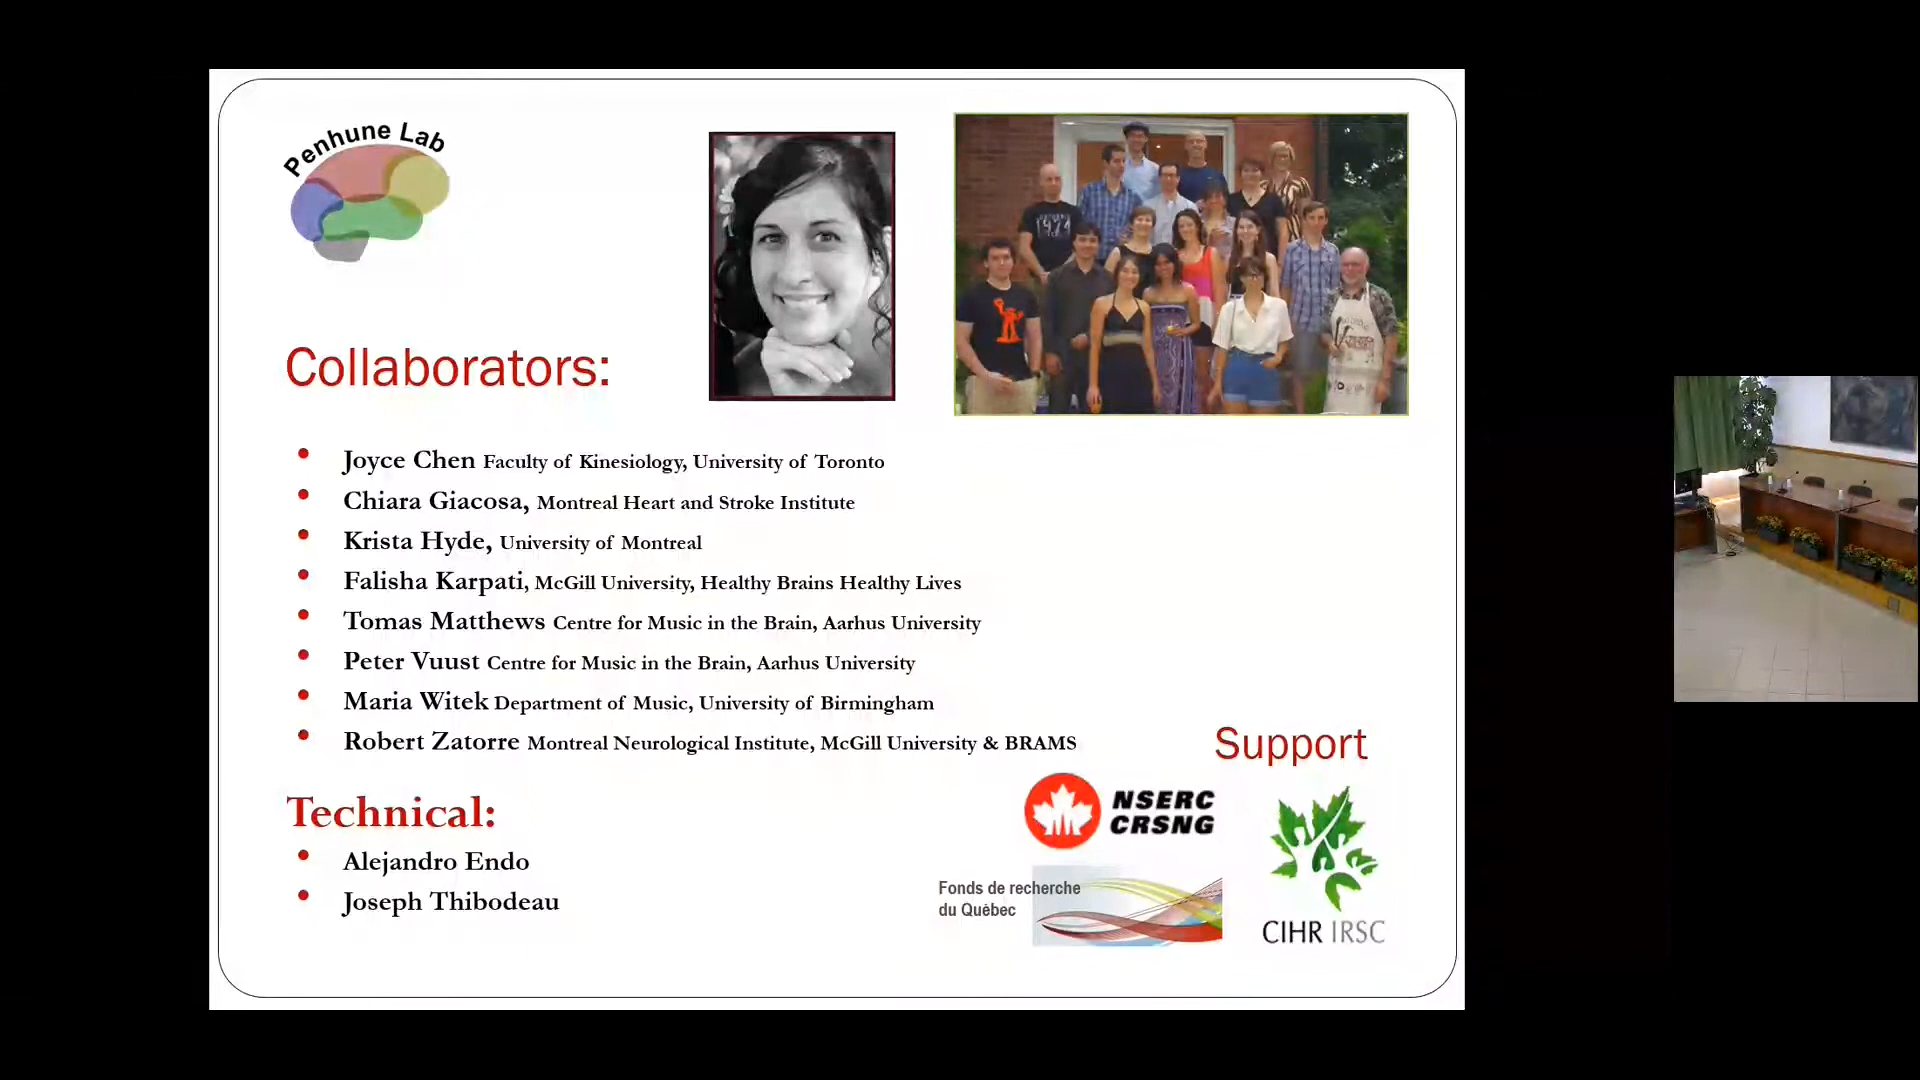 Penhune Lab
1974
Collaborators:
Joyce Chen Faculty of Kinesiology, University of Toronto
Chiara Giacosa, Montreal Heart and Stroke Institute
Krista Hyde, University of Montreal
Falisha Karpati, McGill University, Healthy Brains Healthy Lives
Tomas Matthews Centre for Music in the Brain, Aarhus University
Peter Vuust Centre for Music in the Brain, Aarhus University
Maria Witek Department of Music, University of Birmingham
Robert Zatorre Montreal Neurological Institute, McGill University & BRAMS
Technical:
Alejandro Endo
Joseph Thibodeau
Support
NSERC
CRSNG
Fonds de recherche
du Québec
CIHR IRSC